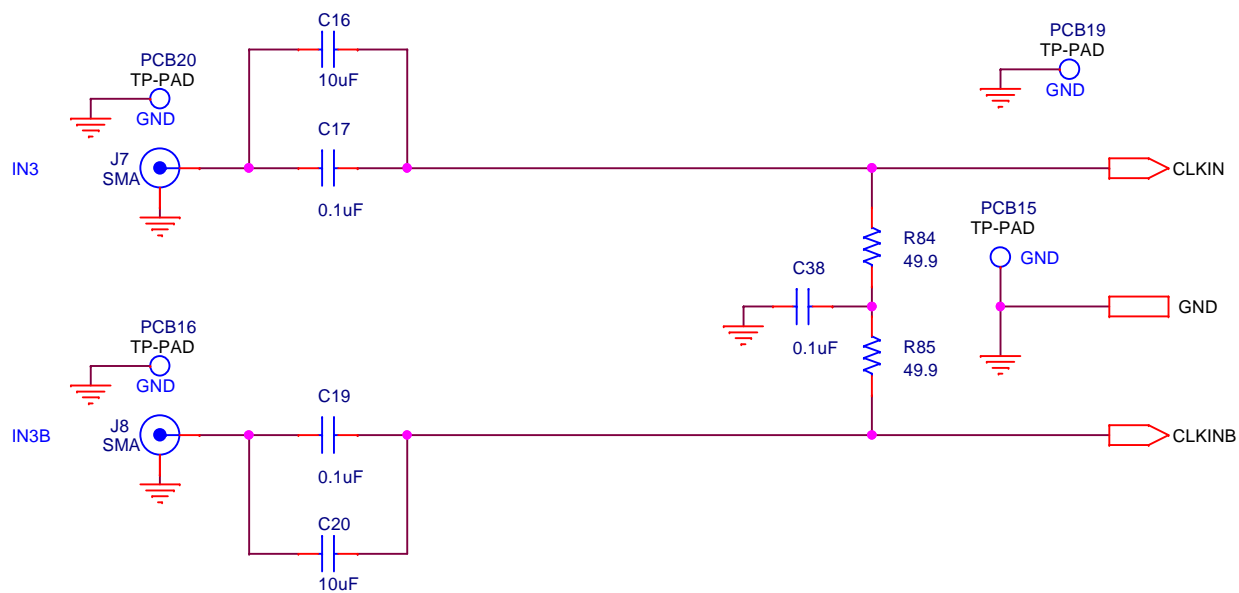 C16
10uF
PCB20
TP-PAD
GND
PCB19
TP-PAD
GND
C17
0.1uF
IN3
J7
SMA
CLKIN
R84
49.9
PCB15
TP-PAD
GND
C38
0.1uF
GND
R85
49.9
PCB16
TP-PAD
GND
C19
0.1uF
IN3B
J8
SMA
CLKINB
C20
10uF